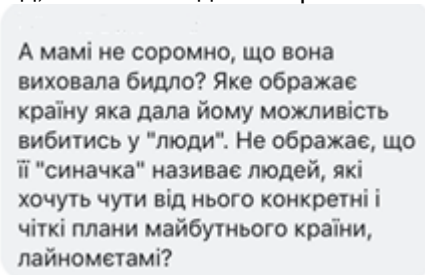 А мамі не соромно, що вона
виховала бидло? Яке ображає
країну яка дала йому можливість
вибитись у "люди". Не ображає, що
її "синачка" називає людей, які
хочуть чути від нього конкретні і
чіткі плани майбутнього країни,
лайномєтамі?